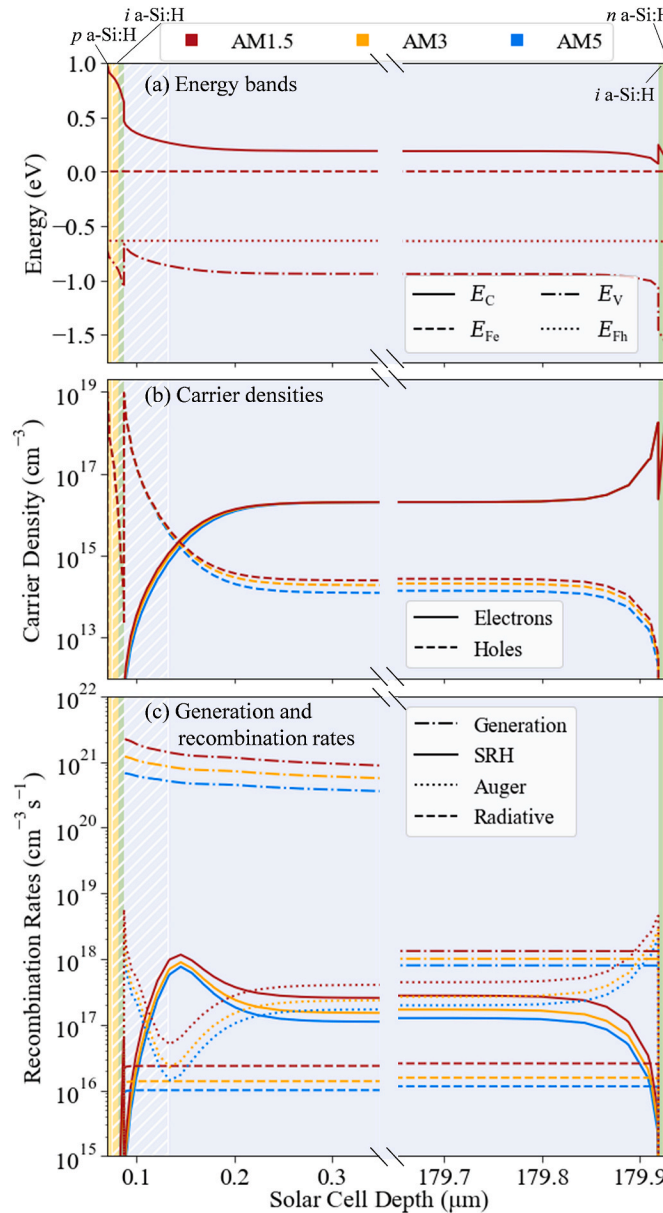 n a-Si:H
i a-Si:H
p a-Si:H
AM1.5 AM3 AM5
(a) Energy bands
i a-Si:H
1.0
0.5
0.0
−0.5
−1.0
−1.5
Energy (eV)
E_C E_V
E_Fe E_Fh
(b) Carrier densities
10^19
10^17
10^15
10^13
Carrier Density (cm^−3)
Electrons
Holes
(c) Generation and
recombination rates
10^22
10^21
10^20
10^19
10^18
10^17
10^16
10^15
Recombination Rates (cm^−3 s^−1)
Generation
SRH
Auger
Radiative
0.1 0.2 0.3 179.7 179.8 179.9
Solar Cell Depth (μm)